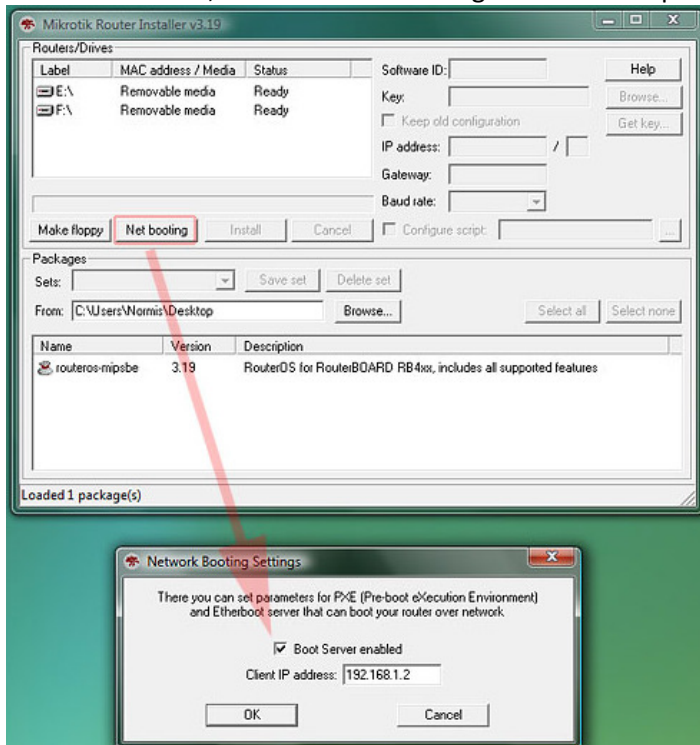 Mikrotik Router Installer v3.19
Routers/Drives
Label MAC address / Media Status
E:\ Removable media Ready
F:\ Removable media Ready
Software ID:
Help
Key:
Browse...
Keep old configuration
Get key...
IP address: /
Gateway:
Baud rate:
Make floppy Net booting Install Cancel
Configure script: ...
Packages
Sets: Save set Delete set
From: C:\Users\Normis\Desktop Browse... Select all Select none
Name Version Description
routeros-mipsbe 3.19 RouterOS for RouterBOARD RB4xx, includes all supported features
Loaded 1 package(s)
Network Booting Settings
There you can set parameters for PXE (Pre-boot eXecution Environment)
and Etherboot server that can boot your router over network
Boot Server enabled
Client IP address: 192.168.1.2
OK Cancel